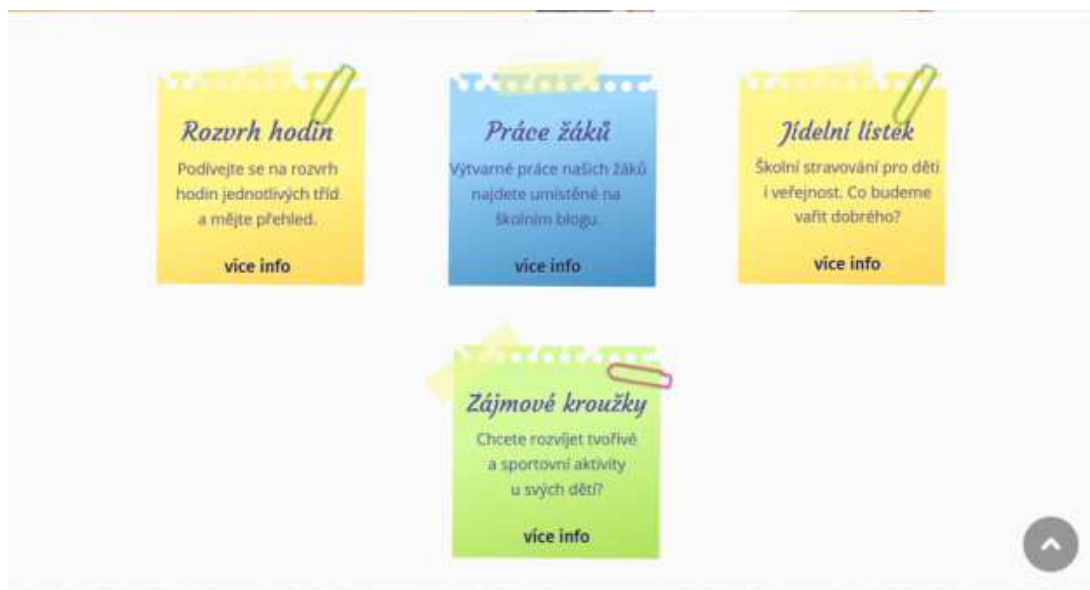 Rozvrh hodin
Podívejte se na rozvrh
hodin jednotlivých tříd
a mějte přehled.
více info
Práce žáků
Výtvarné práce našich žáků
najdete umístěné na
školním blogu.
více info
Jídelní lístek
Školní stravování pro děti
i veřejnost. Co budeme
vařit dobrého?
více info
Zájmové kroužky
Chcete rozvíjet tvořivé
a sportovní aktivity
u svých dětí?
více info